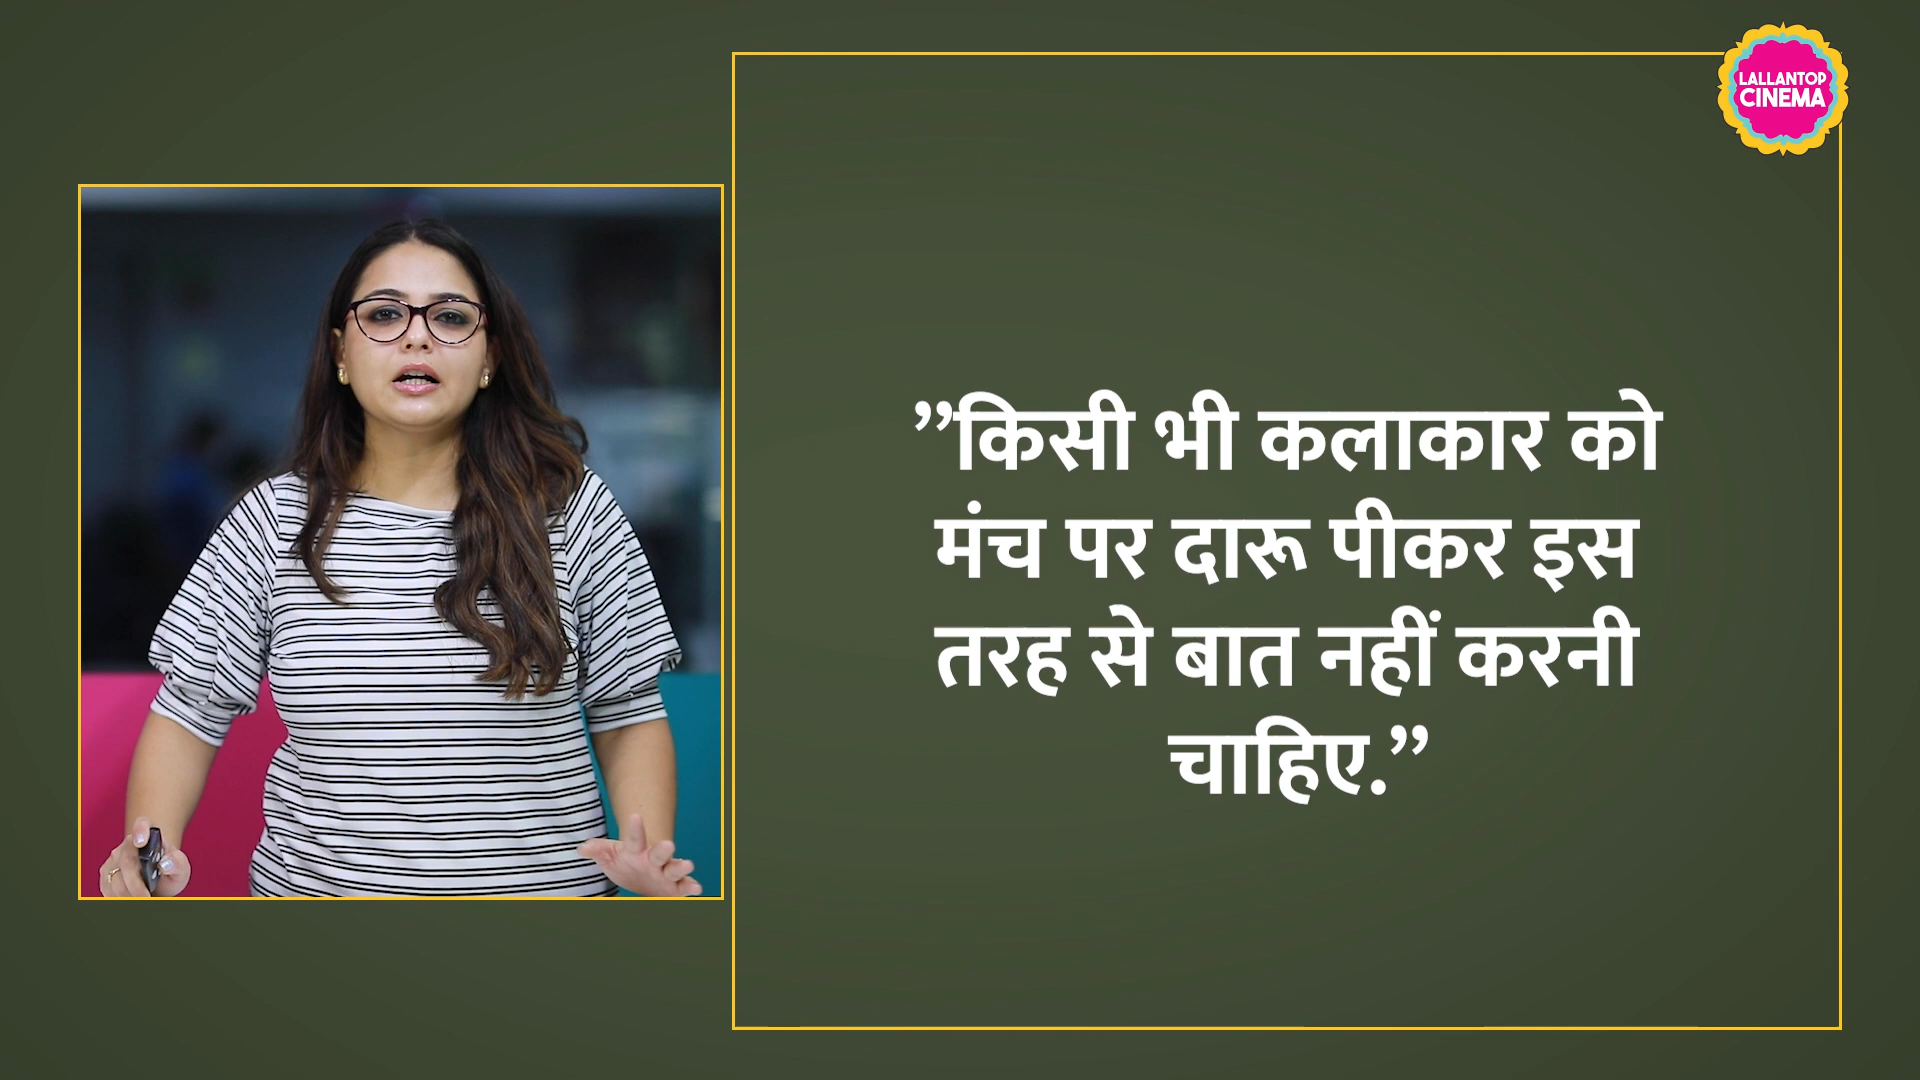 LALLANTOP
CINEMA
”किसी भी कलाकार को
मंच पर दारू पीकर इस
तरह से बात नहीं करनी
चाहिए.”